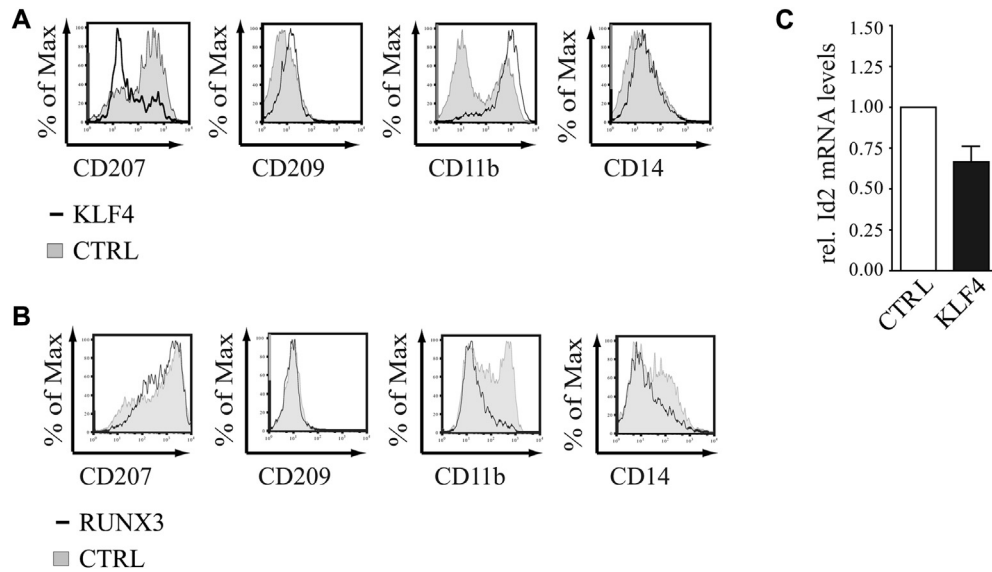 A
% of Max
% of Max
% of Max
% of Max
CD207
CD209
CD11b
CD14
KLF4
CTRL
B
% of Max
% of Max
% of Max
% of Max
CD207
CD209
CD11b
CD14
RUNX3
CTRL
C
rel. Id2 mRNA levels
1.50
1.25
1.00
0.75
0.50
0.25
0.00
CTRL
KLF4